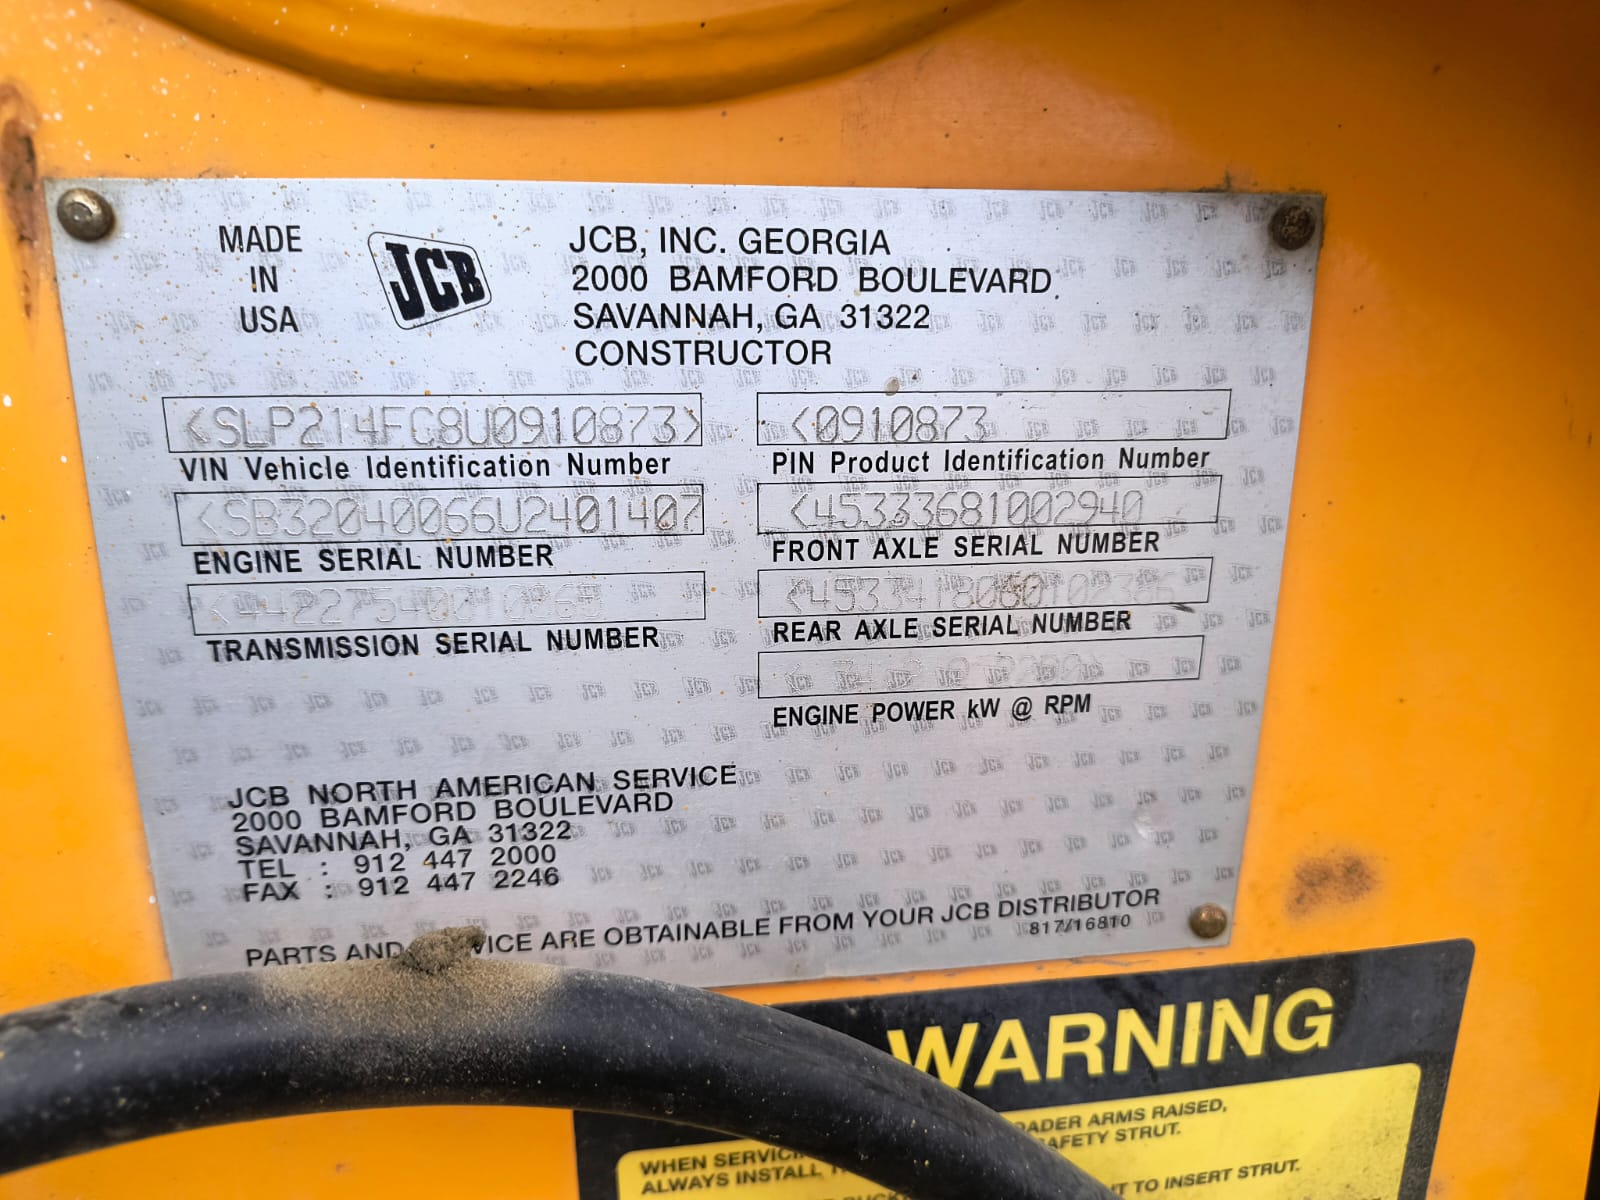 MADE
IN
USA
JCB
JCB, INC. GEORGIA
2000 BAMFORD BOULEVARD
SAVANNAH, GA 31322
CONSTRUCTOR
<SLP214FC8U0910873>
VIN Vehicle Identification Number
<0910873
PIN Product Identification Number
<SB32040066U2401407
ENGINE SERIAL NUMBER
<45333681002940
FRONT AXLE SERIAL NUMBER
TRANSMISSION SERIAL NUMBER
REAR AXLE SERIAL NUMBER
ENGINE POWER kW @ RPM
JCB NORTH AMERICAN SERVICE
2000 BAMFORD BOULEVARD
SAVANNAH, GA 31322
TEL : 912 447 2000
FAX : 912 447 2246
PARTS AND VICE ARE OBTAINABLE FROM YOUR JCB DISTRIBUTOR
817/16810
WARNING
WHEN SERVICIN OADER ARMS RAISED,
ALWAYS INSTALL AFETY STRUT.
TO INSERT STRUT.